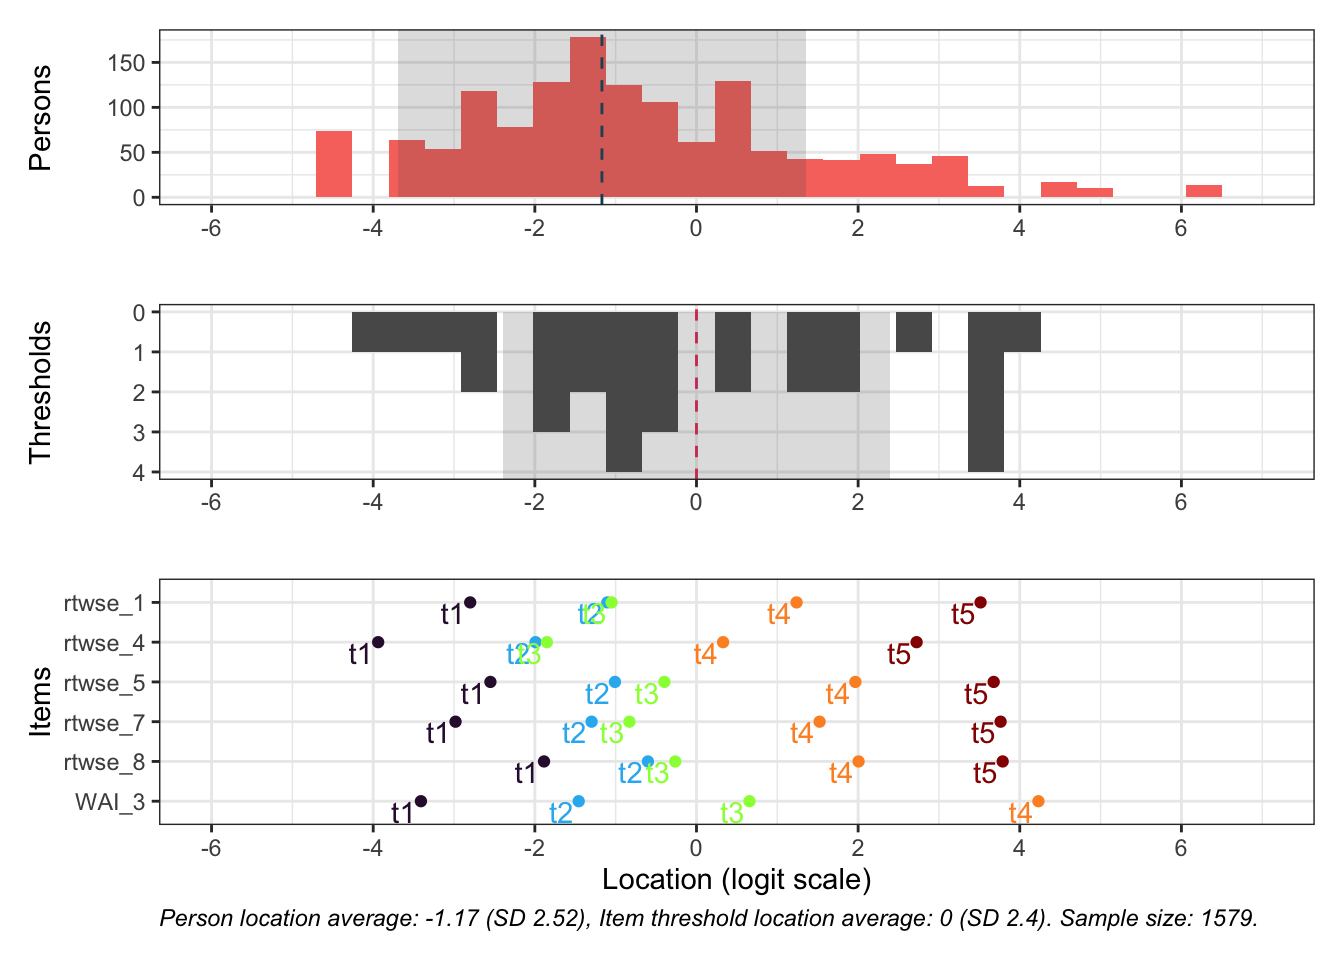 Persons
150
100
50
0
-6 -4 -2 0 2 4 6
Thresholds
0
1
2
3
4
-6 -4 -2 0 2 4 6
Items
rtwse_1 t1 t2 t3 t4 t5
rtwse_4 t1 t2 t3 t4 t5
rtwse_5 t1 t2 t3 t4 t5
rtwse_7 t1 t2 t3 t4 t5
rtwse_8 t1 t2 t3 t4 t5
WAI_3 t1 t2 t3 t4
-6 -4 -2 0 2 4 6
Location (logit scale)
Person location average: -1.17 (SD 2.52), Item threshold location average: 0 (SD 2.4). Sample size: 1579.